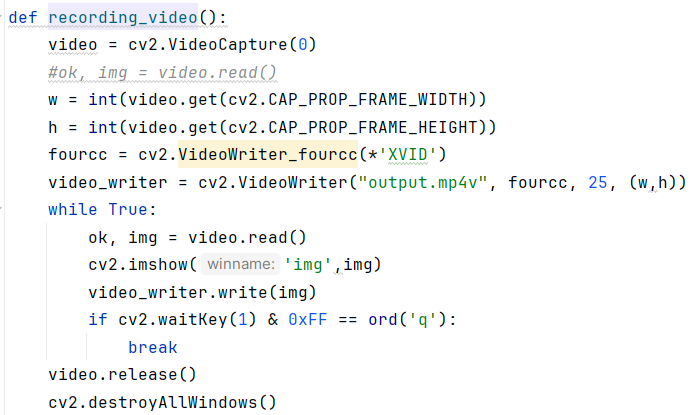 def recording_video():
    video = cv2.VideoCapture(0)
    #ok, img = video.read()
    w = int(video.get(cv2.CAP_PROP_FRAME_WIDTH))
    h = int(video.get(cv2.CAP_PROP_FRAME_HEIGHT))
    fourcc = cv2.VideoWriter_fourcc(*'XVID')
    video_writer = cv2.VideoWriter("output.mp4v", fourcc, 25, (w,h))
    while True:
        ok, img = video.read()
        cv2.imshow( winname: 'img',img)
        video_writer.write(img)
        if cv2.waitKey(1) & 0xFF == ord('q'):
            break
    video.release()
    cv2.destroyAllWindows()